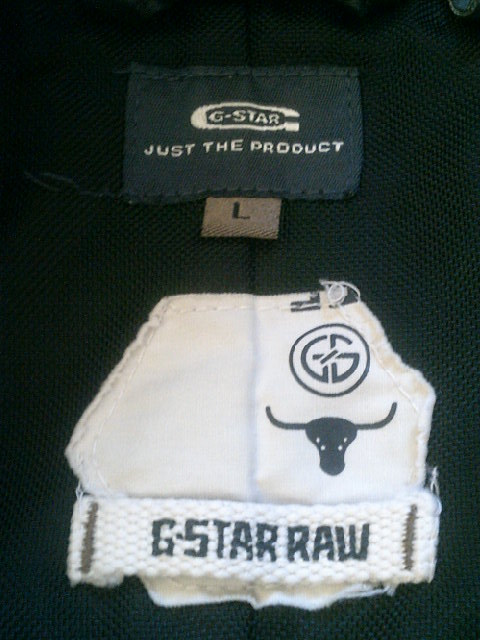 G-STAR
JUST THE PRODUCT
L
G-STAR RAW